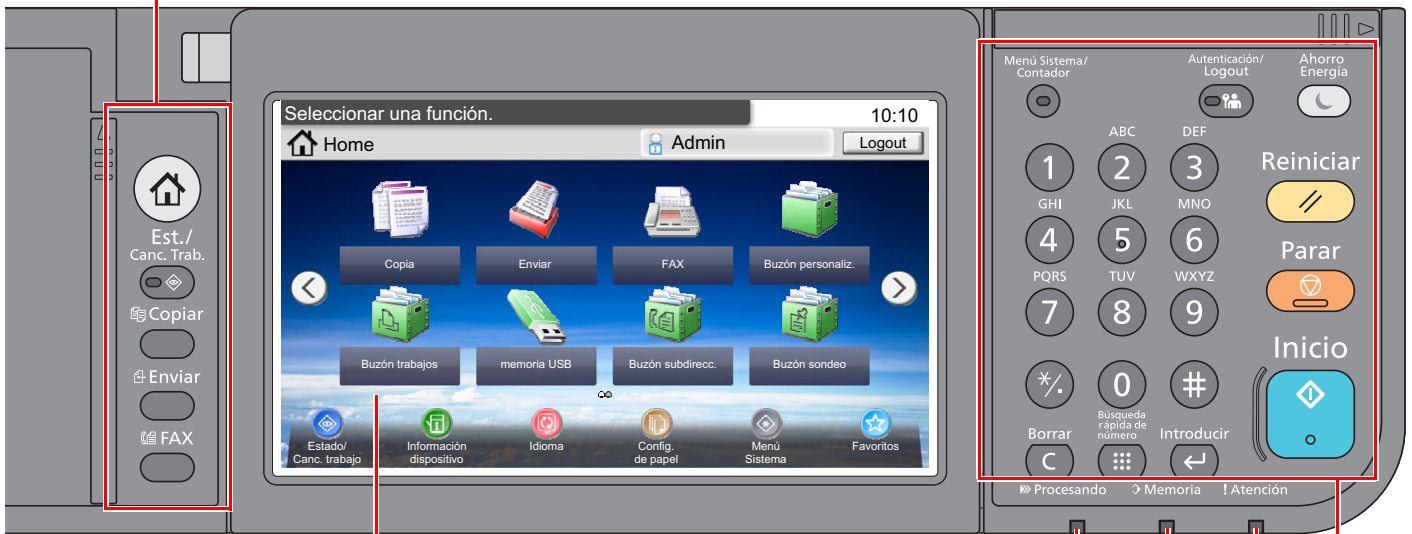 Est./
Canc. Trab.
Copiar
Enviar
FAX
Seleccionar una función.
10:10
Home
Admin
Logout
Copia
Enviar
FAX
Buzón personaliz.
Buzón trabajos
memoria USB
Buzón subdirecc.
Buzón sondeo
Estado/
Canc. trabajo
Información
dispositivo
Idioma
Config.
de papel
Menú
Sistema
Favoritos
Menú Sistema/
Contador
Autenticación/
Logout
Ahorro
Energía
ABC
DEF
1
2
3
Reiniciar
GHI
JKL
MNO
4
5
6
Parar
PQRS
TUV
WXYZ
7
8
9
Inicio
*/.
0
#
Borrar
Búsqueda
rápida de
número
Introducir
C
Procesando
Memoria
! Atención